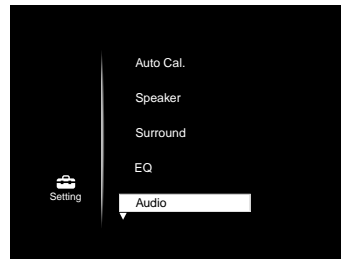 Auto Cal.
Speaker
Surround
EQ
Setting
Audio